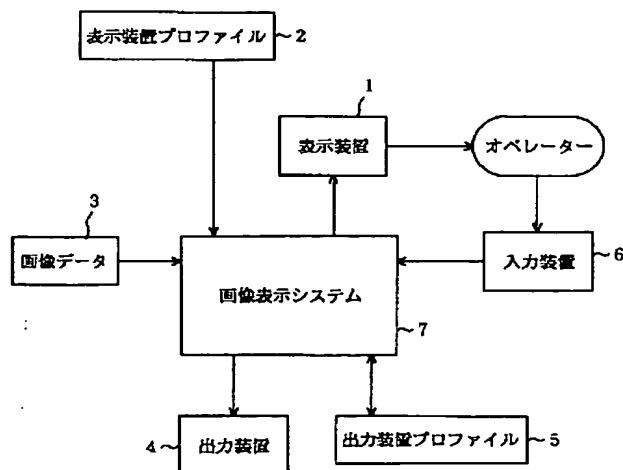 表示装置プロファイル ~2
1
表示装置
オペレーター
3
画像データ
画像表示システム
入力装置
6
7
4~ 出力装置
出力装置プロファイル ~5